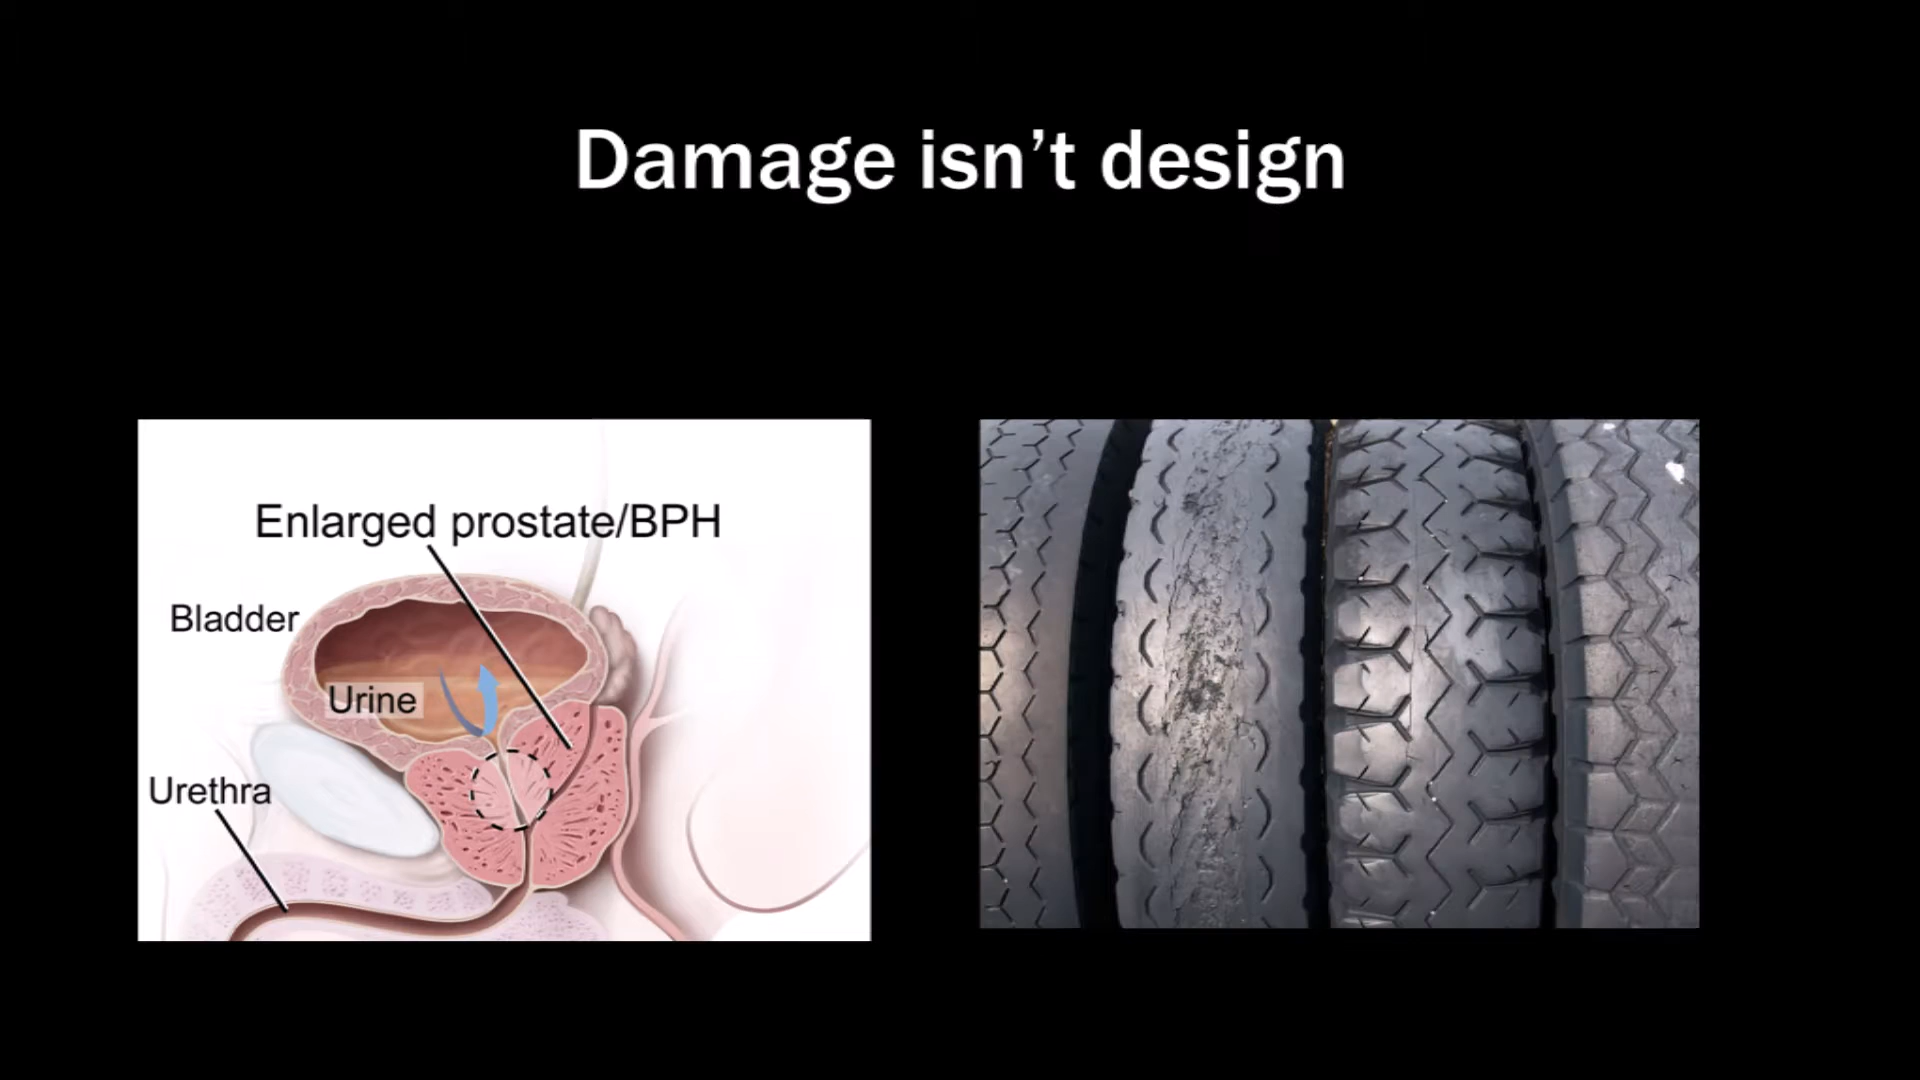 Damage isn’t design
Enlarged prostate/BPH
Bladder
Urine
Urethra